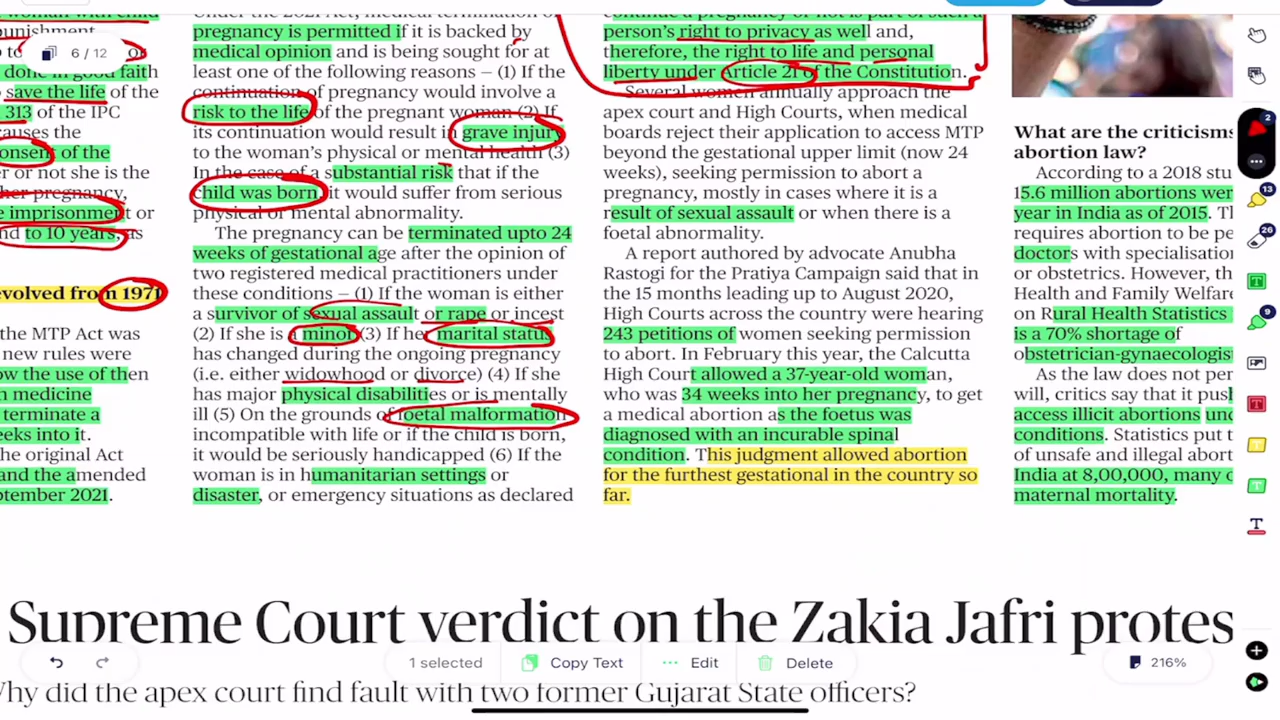 woman with child
punishment
6 / 12
done in good faith
save the life of the
313 of the IPC
causes the
consent of the
er or not she is the
her pregnancy,
e imprisonment or
nd to 10 years, as
evolved from 1971
the MTP Act was
new rules were
ow the use of then
n medicine
terminate a
eeks into it.
he original Act
and the amended
ptember 2021.
Under the 2021 Act, medical termination of
pregnancy is permitted if it is backed by
medical opinion and is being sought for at
least one of the following reasons – (1) If the
continuation of pregnancy would involve a
risk to the life of the pregnant woman (2) If
its continuation would result in grave injury
to the woman's physical or mental health (3)
In the case of a substantial risk that if the
child was born, it would suffer from serious
physical or mental abnormality.
The pregnancy can be terminated upto 24
weeks of gestational age after the opinion of
two registered medical practitioners under
these conditions – (1) If the woman is either
a survivor of sexual assault or rape or incest
(2) If she is a minor (3) If her marital status
has changed during the ongoing pregnancy
(i.e. either widowhood or divorce) (4) If she
has major physical disabilities or is mentally
ill (5) On the grounds of foetal malformation
incompatible with life or if the child is born,
it would be seriously handicapped (6) If the
woman is in humanitarian settings or
disaster, or emergency situations as declared
continue a pregnancy or not is part of such a
person's right to privacy as well and,
therefore, the right to life and personal
liberty under Article 21 of the Constitution.
Several women annually approach the
apex court and High Courts, when medical
boards reject their application to access MTP
beyond the gestational upper limit (now 24
weeks), seeking permission to abort a
pregnancy, mostly in cases where it is a
result of sexual assault or when there is a
foetal abnormality.
A report authored by advocate Anubha
Rastogi for the Pratiya Campaign said that in
the 15 months leading up to August 2020,
High Courts across the country were hearing
243 petitions of women seeking permission
to abort. In February this year, the Calcutta
High Court allowed a 37-year-old woman,
who was 34 weeks into her pregnancy, to get
a medical abortion as the foetus was
diagnosed with an incurable spinal
condition. This judgment allowed abortion
for the furthest gestational in the country so
far.
What are the criticisms
abortion law?
According to a 2018 stu
15.6 million abortions wer
year in India as of 2015. Th
requires abortion to be pe
doctors with specialisation
or obstetrics. However, th
Health and Family Welfare
on Rural Health Statistics
is a 70% shortage of
obstetrician-gynaecologist
As the law does not per
will, critics say that it push
access illicit abortions und
conditions. Statistics put t
of unsafe and illegal abort
India at 8,00,000, many o
maternal mortality.
2
13
26
9
Supreme Court verdict on the Zakia Jafri protes
1 selected
Copy Text
Edit
Delete
216%
Why did the apex court find fault with two former Gujarat State officers?